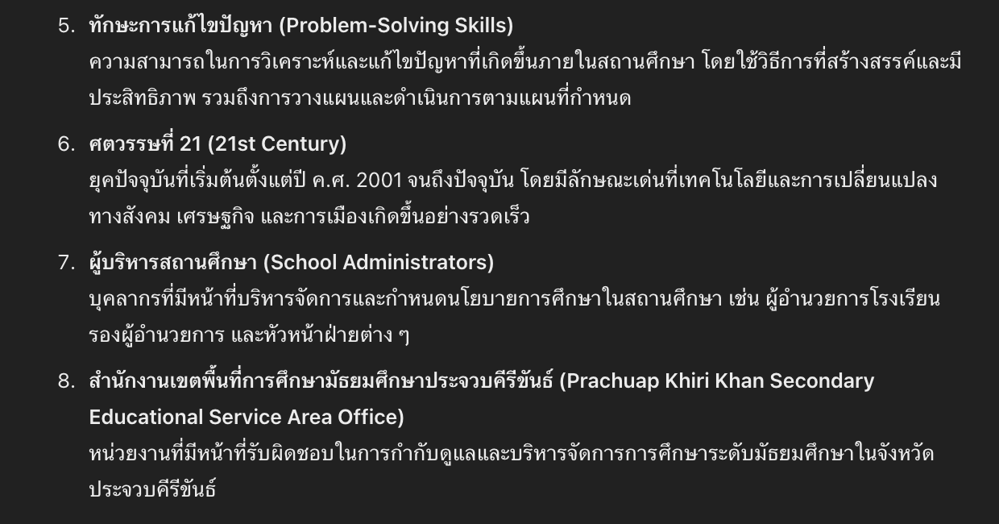 5. ทักษะการแก้ไขปัญหา (Problem-Solving Skills)
ความสามารถในการวิเคราะห์และแก้ไขปัญหาที่เกิดขึ้นภายในสถานศึกษา โดยใช้วิธีการที่สร้างสรรค์และมี
ประสิทธิภาพ รวมถึงการวางแผนและดำเนินการตามแผนที่กำหนด
6. ศตวรรษที่ 21 (21st Century)
ยุคปัจจุบันที่เริ่มต้นตั้งแต่ปี ค.ศ. 2001 จนถึงปัจจุบัน โดยมีลักษณะเด่นที่เทคโนโลยีและการเปลี่ยนแปลง
ทางสังคม เศรษฐกิจ และการเมืองเกิดขึ้นอย่างรวดเร็ว
7. ผู้บริหารสถานศึกษา (School Administrators)
บุคลากรที่มีหน้าที่บริหารจัดการและกำหนดนโยบายการศึกษาในสถานศึกษา เช่น ผู้อำนวยการโรงเรียน
รองผู้อำนวยการ และหัวหน้าฝ่ายต่าง ๆ
8. สำนักงานเขตพื้นที่การศึกษามัธยมศึกษาประจวบคีรีขันธ์ (Prachuap Khiri Khan Secondary
Educational Service Area Office)
หน่วยงานที่มีหน้าที่รับผิดชอบในการกำกับดูแลและบริหารจัดการการศึกษาระดับมัธยมศึกษาในจังหวัด
ประจวบคีรีขันธ์